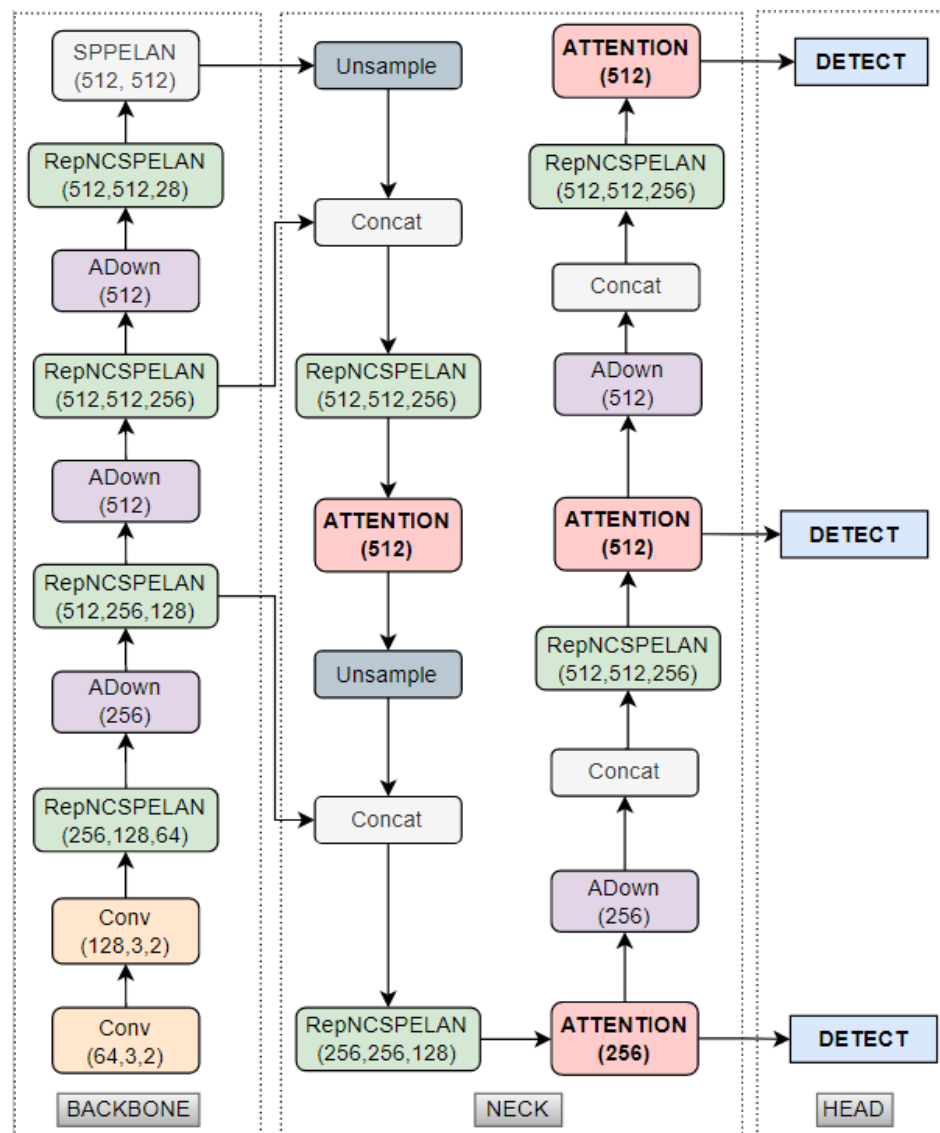 SPPELAN
(512, 512)
RepNCSPELAN
(512,512,28)
ADown
(512)
RepNCSPELAN
(512,512,256)
ADown
(512)
RepNCSPELAN
(512,256,128)
ADown
(256)
RepNCSPELAN
(256,128,64)
Conv
(128,3,2)
Conv
(64,3,2)
BACKBONE
Unsample
Concat
RepNCSPELAN
(512,512,256)
ATTENTION
(512)
Unsample
Concat
RepNCSPELAN
(256,256,128)
ATTENTION
(512)
RepNCSPELAN
(512,512,256)
Concat
ADown
(512)
ATTENTION
(512)
RepNCSPELAN
(512,512,256)
Concat
ADown
(256)
ATTENTION
(256)
NECK
DETECT
DETECT
DETECT
HEAD